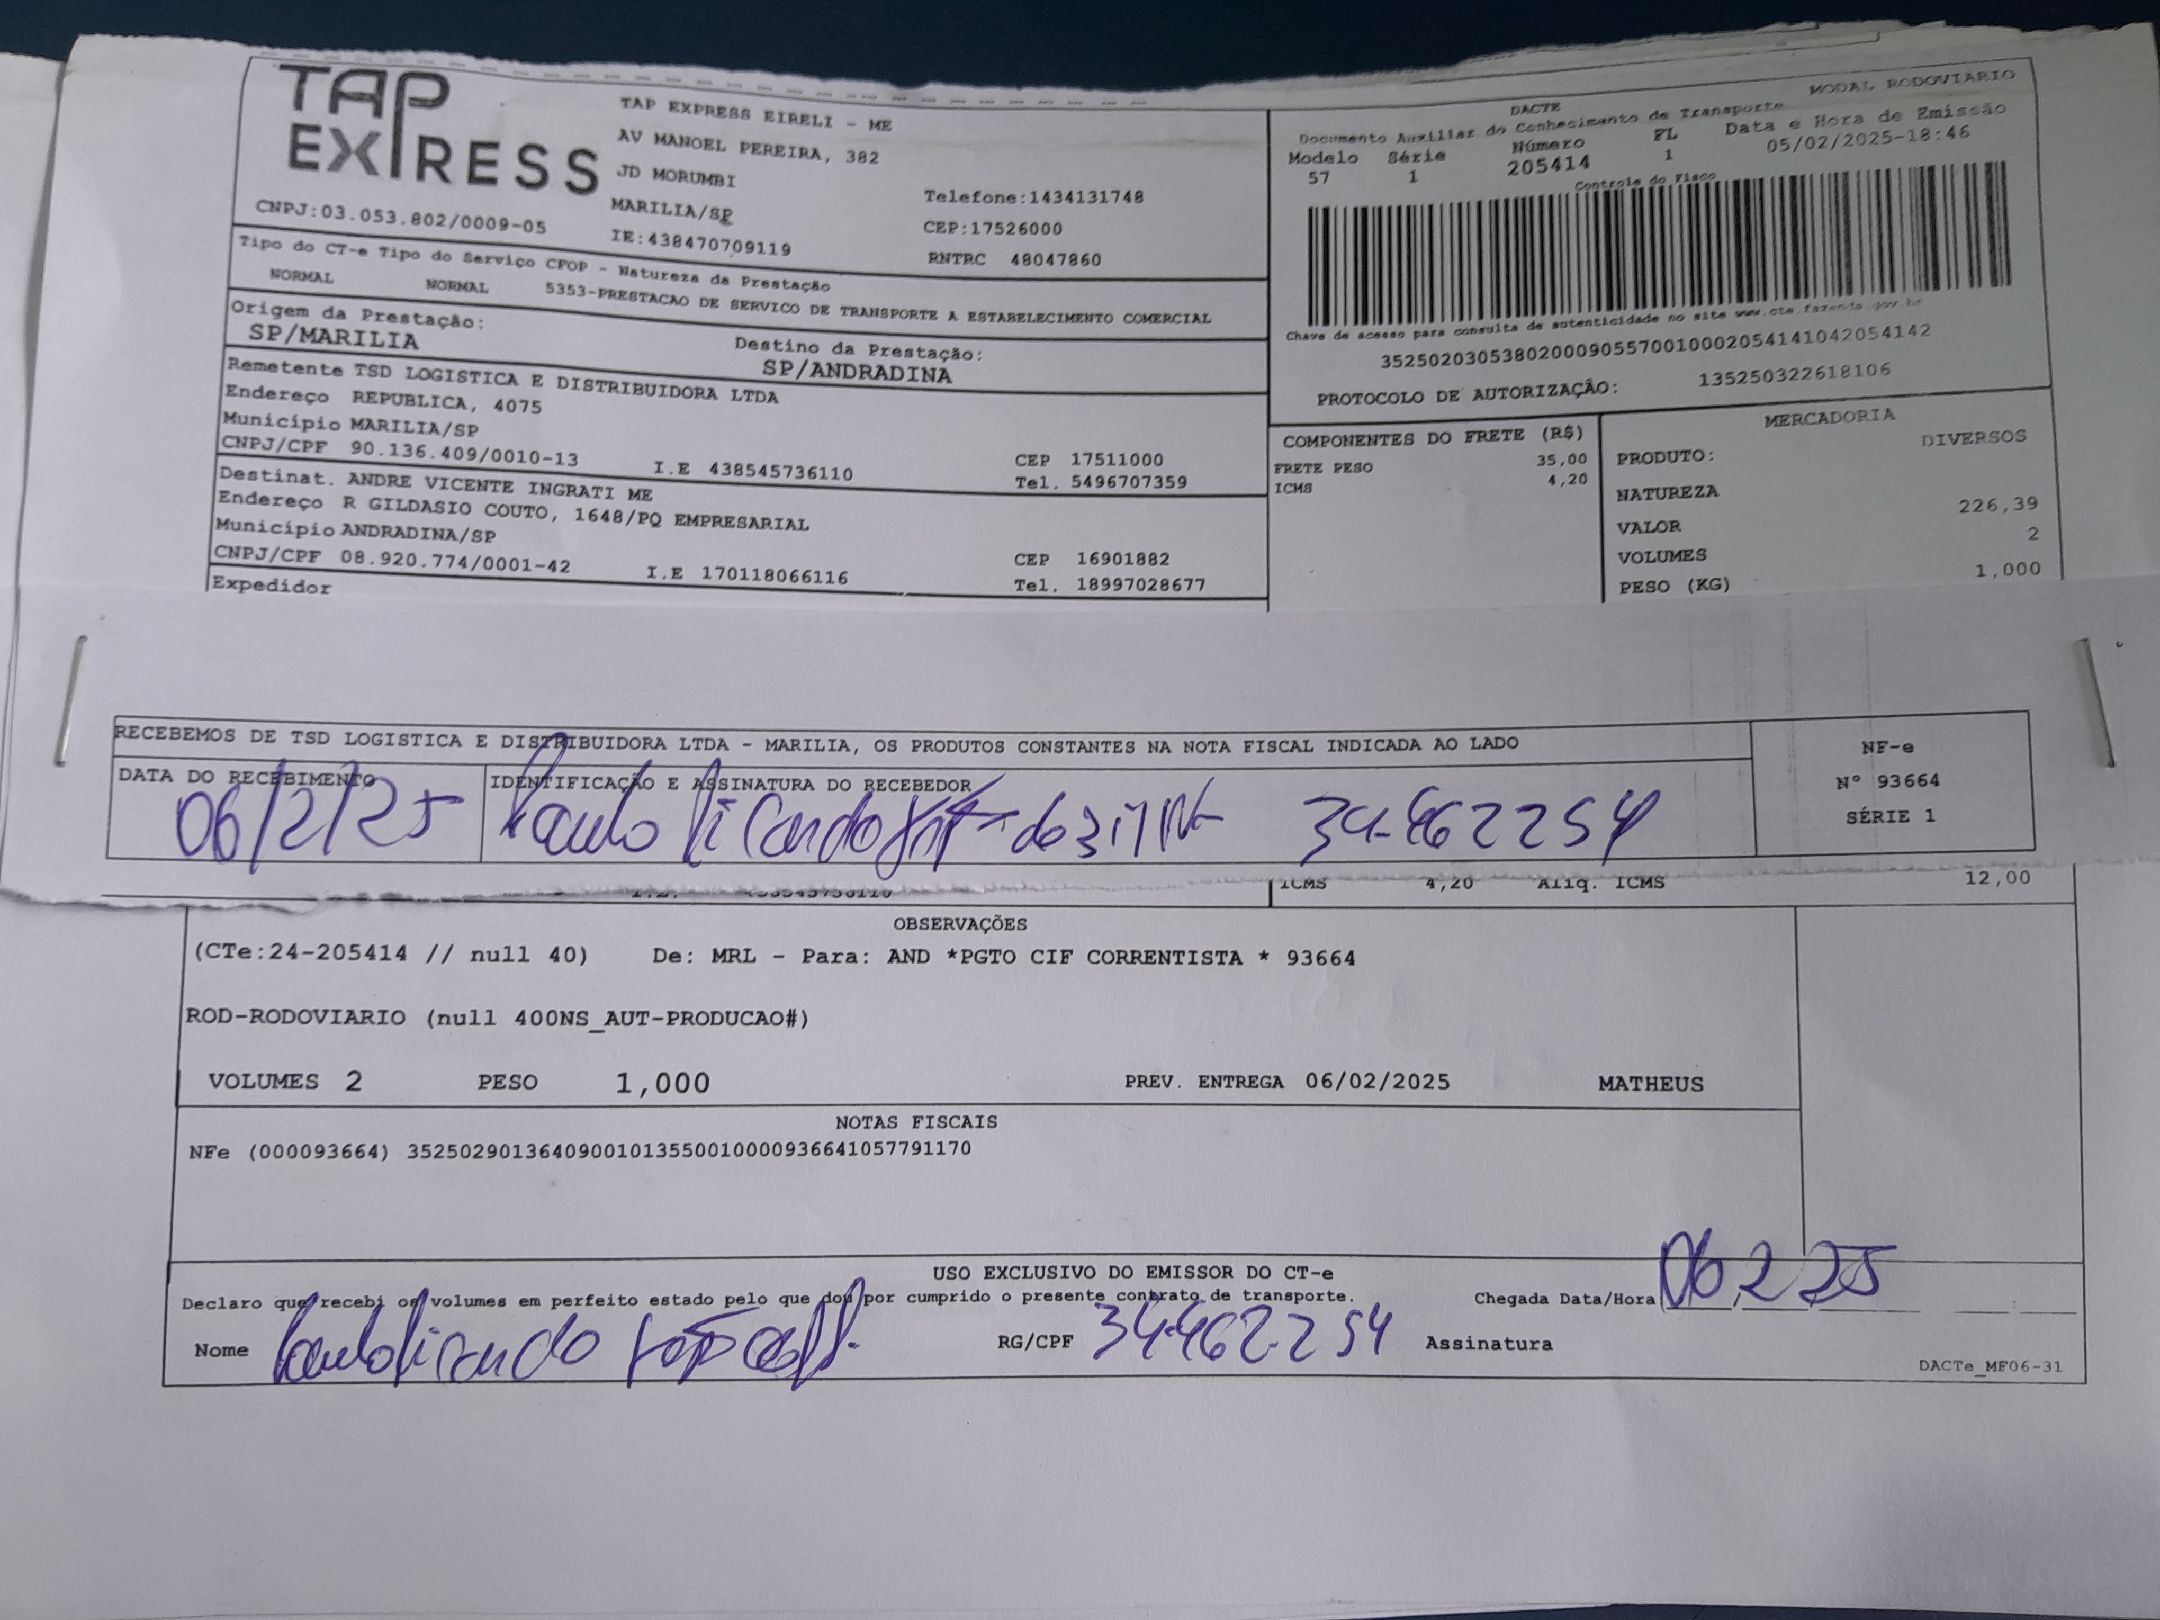 TAP EXPRESS
TAP EXPRESS EIRELI - ME
AV MANOEL PEREIRA, 382
JD MORUMBI
MARILIA/SP
Telefone:1434131748
CEP:17526000
CNPJ:03.053.802/0009-05
IE:438470709119
RNTRC 48047860
MODAL RODOVIARIO
DACTE
Documento Auxiliar do Conhecimento de Transporte
Modelo Série Número FL Data e Hora de Emissão
57 1 205414 1 05/02/2025-18:46
Controle do Fisco
Chave de acesso para consulta de autenticidade no site www.cte.fazenda.gov.br
35250203053802000905570010002054141042054142
PROTOCOLO DE AUTORIZAÇÃO: 135250322618106
Tipo do CT-e Tipo do Serviço CFOP - Natureza da Prestação
NORMAL NORMAL 5353-PRESTACAO DE SERVICO DE TRANSPORTE A ESTABELECIMENTO COMERCIAL
Origem da Prestação: Destino da Prestação:
SP/MARILIA SP/ANDRADINA
Remetente TSD LOGISTICA E DISTRIBUIDORA LTDA
Endereço REPUBLICA, 4075
Município MARILIA/SP CEP 17511000
CNPJ/CPF 90.136.409/0010-13 I.E 438545736110 Tel. 5496707359
Destinat. ANDRE VICENTE INGRATI ME
Endereço R GILDASIO COUTO, 1648/PQ EMPRESARIAL
Município ANDRADINA/SP CEP 16901882
CNPJ/CPF 08.920.774/0001-42 I.E 170118066116 Tel. 18997028677
Expedidor
COMPONENTES DO FRETE (R$)
FRETE PESO 35,00
ICMS 4,20
MERCADORIA
PRODUTO: DIVERSOS
NATUREZA
VALOR 226,39
VOLUMES 2
PESO (KG) 1,000
RECEBEMOS DE TSD LOGISTICA E DISTRIBUIDORA LTDA - MARILIA, OS PRODUTOS CONSTANTES NA NOTA FISCAL INDICADA AO LADO
DATA DO RECEBIMENTO IDENTIFICAÇÃO E ASSINATURA DO RECEBEDOR
06/2/25 Paulo Ricardo 34-462254
NF-e
N° 93664
SÉRIE 1
ICMS 4,20 Aliq. ICMS 12,00
OBSERVAÇÕES
(CTe:24-205414 // null 40) De: MRL - Para: AND *PGTO CIF CORRENTISTA * 93664
ROD-RODOVIARIO (null 400NS_AUT-PRODUCAO#)
VOLUMES 2 PESO 1,000 PREV. ENTREGA 06/02/2025 MATHEUS
NOTAS FISCAIS
NFe (000093664) 35250290136409001013550010000936641057791170
USO EXCLUSIVO DO EMISSOR DO CT-e
Declaro que recebi os volumes em perfeito estado pelo que dou por cumprido o presente contrato de transporte. Chegada Data/Hora 06 2 25
Nome Paulo Ricardo RG/CPF 34-462.254 Assinatura
DACTe_MF06-31